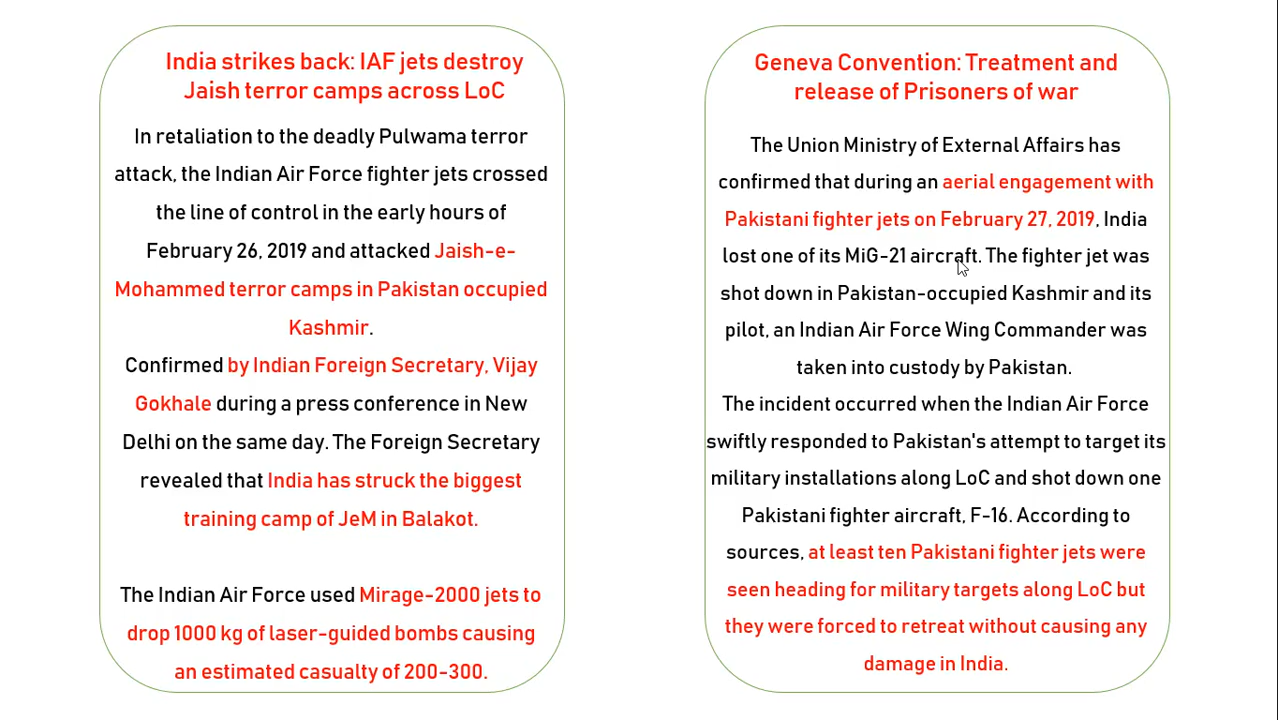 India strikes back: IAF jets destroy
Jaish terror camps across LoC
In retaliation to the deadly Pulwama terror
attack, the Indian Air Force fighter jets crossed
the line of control in the early hours of
February 26, 2019 and attacked Jaish-e-
Mohammed terror camps in Pakistan occupied
Kashmir.
Confirmed by Indian Foreign Secretary, Vijay
Gokhale during a press conference in New
Delhi on the same day. The Foreign Secretary
revealed that India has struck the biggest
training camp of JeM in Balakot.
The Indian Air Force used Mirage-2000 jets to
drop 1000 kg of laser-guided bombs causing
an estimated casualty of 200-300.
Geneva Convention: Treatment and
release of Prisoners of war
The Union Ministry of External Affairs has
confirmed that during an aerial engagement with
Pakistani fighter jets on February 27, 2019, India
lost one of its MiG-21 aircraft. The fighter jet was
shot down in Pakistan-occupied Kashmir and its
pilot, an Indian Air Force Wing Commander was
taken into custody by Pakistan.
The incident occurred when the Indian Air Force
swiftly responded to Pakistan's attempt to target its
military installations along LoC and shot down one
Pakistani fighter aircraft, F-16. According to
sources, at least ten Pakistani fighter jets were
seen heading for military targets along LoC but
they were forced to retreat without causing any
damage in India.